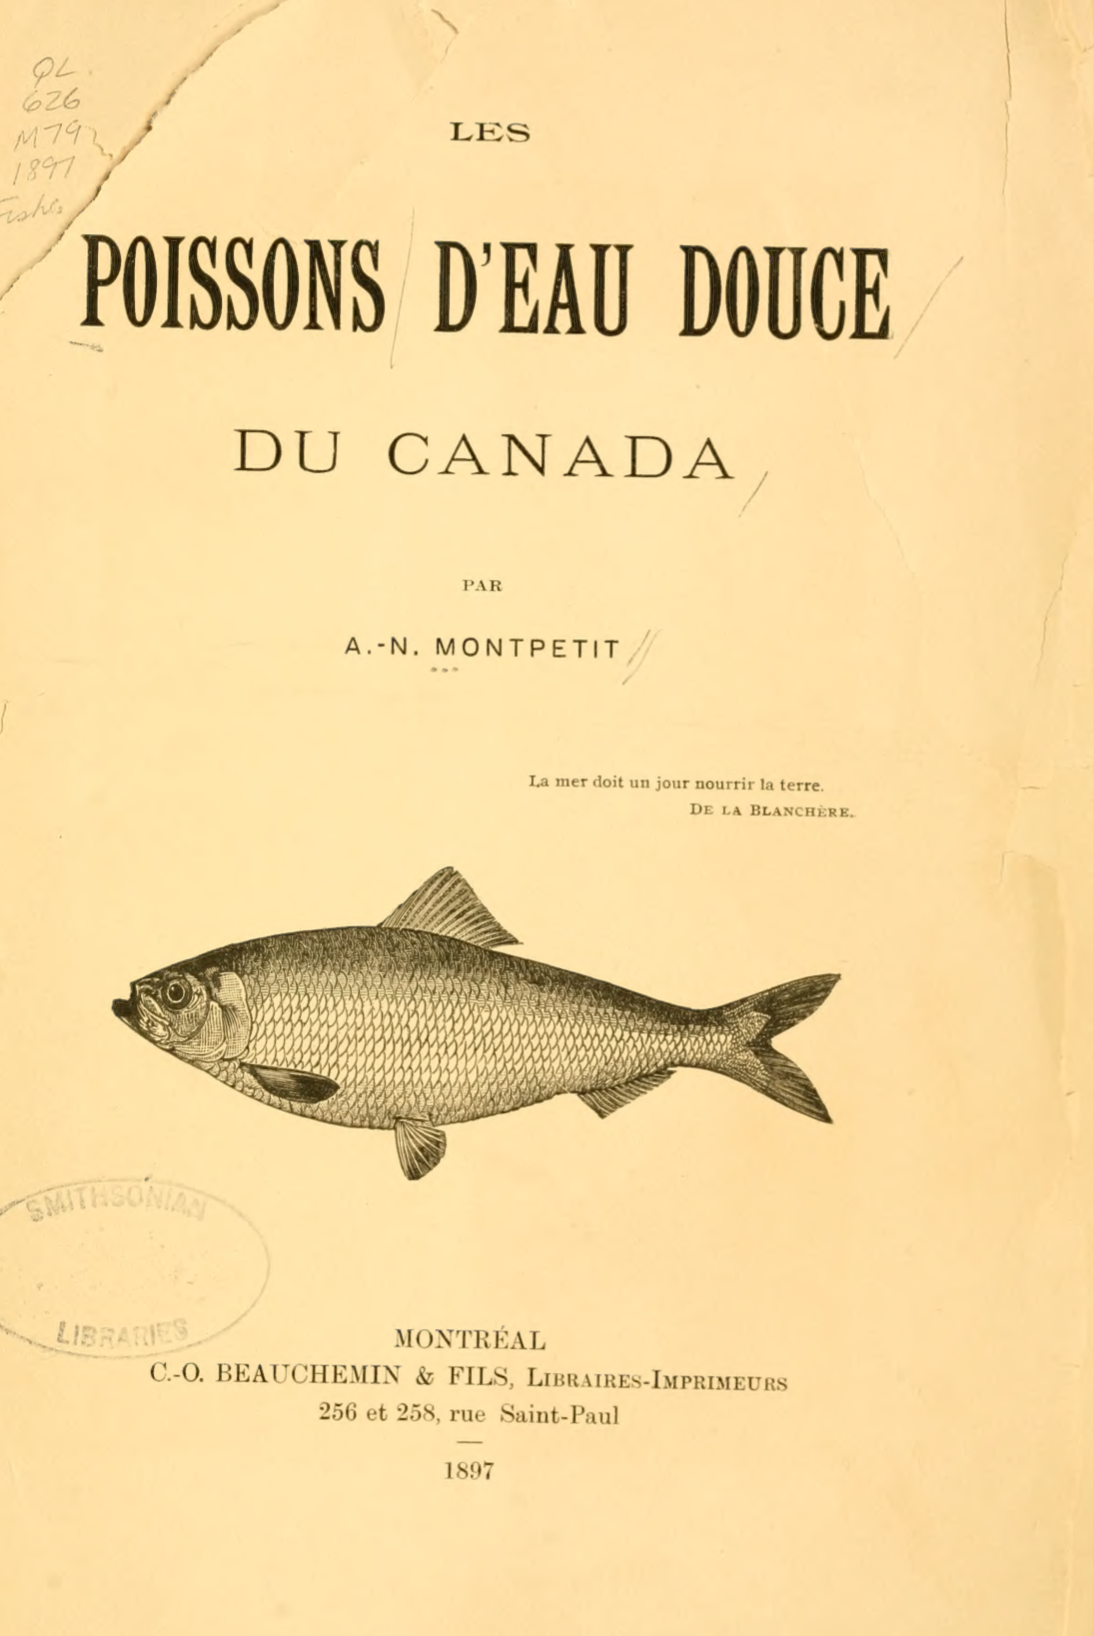 QL
626
M79
1897
Fishes
LES
POISSONS D'EAU DOUCE
DU CANADA
PAR
A.-N. MONTPETIT
La mer doit un jour nourrir la terre.
DE LA BLANCHÈRE.
SMITHSONIAN
LIBRARIES
MONTRÉAL
C.-O. BEAUCHEMIN & FILS, LIBRAIRES-IMPRIMEURS
256 et 258, rue Saint-Paul
1897